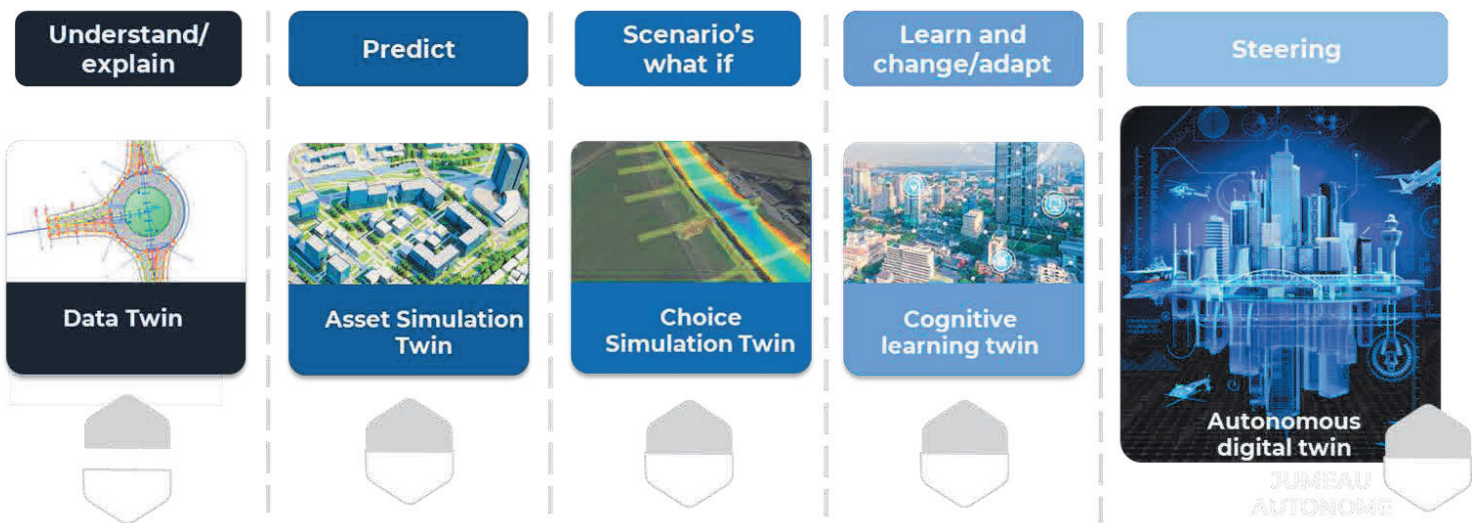 Understand/
explain
Predict
Scenario's
what if
Learn and
change/adapt
Steering
Data Twin
Asset Simulation
Twin
Choice
Simulation Twin
Cognitive
learning twin
Autonomous
digital twin
JUMEAU
AUTONOME